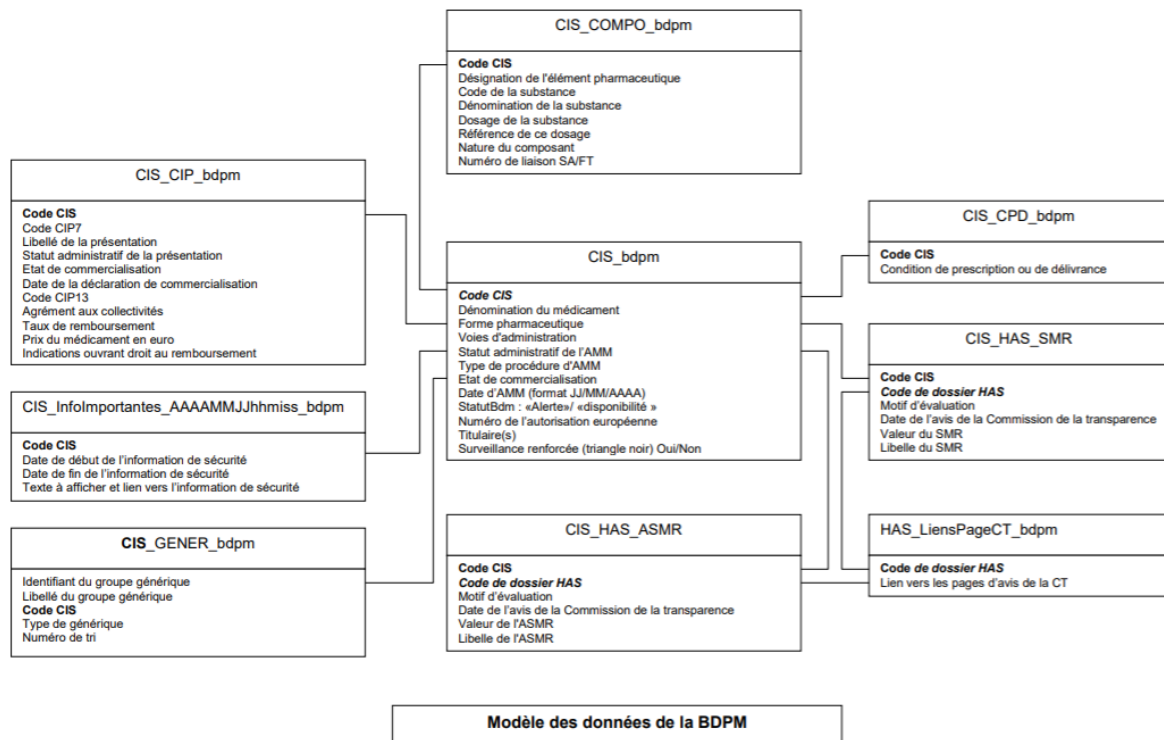 CIS_COMPO_bdpm
Code CIS
Désignation de l'élément pharmaceutique
Code de la substance
Dénomination de la substance
Dosage de la substance
Référence de ce dosage
Nature du composant
Numéro de liaison SA/FT
CIS_CIP_bdpm
Code CIS
Code CIP7
Libellé de la présentation
Statut administratif de la présentation
Etat de commercialisation
Date de la déclaration de commercialisation
Code CIP13
Agrément aux collectivités
Taux de remboursement
Prix du médicament en euro
Indications ouvrant droit au remboursement
CIS_bdpm
Code CIS
Dénomination du médicament
Forme pharmaceutique
Voies d'administration
Statut administratif de l'AMM
Type de procédure d'AMM
Etat de commercialisation
Date d'AMM (format JJ/MM/AAAA)
StatutBdm : «Alerte»/ «disponibilité »
Numéro de l'autorisation européenne
Titulaire(s)
Surveillance renforcée (triangle noir) Oui/Non
CIS_CPD_bdpm
Code CIS
Condition de prescription ou de délivrance
CIS_HAS_SMR
Code CIS
Code de dossier HAS
Motif d'évaluation
Date de l'avis de la Commission de la transparence
Valeur du SMR
Libelle du SMR
CIS_InfoImportantes_AAAAMMJJhhmiss_bdpm
Code CIS
Date de début de l'information de sécurité
Date de fin de l'information de sécurité
Texte à afficher et lien vers l'information de sécurité
CIS_GENER_bdpm
Identifiant du groupe générique
Libellé du groupe générique
Code CIS
Type de générique
Numéro de tri
CIS_HAS_ASMR
Code CIS
Code de dossier HAS
Motif d'évaluation
Date de l'avis de la Commission de la transparence
Valeur de l'ASMR
Libelle de l'ASMR
HAS_LiensPageCT_bdpm
Code de dossier HAS
Lien vers les pages d'avis de la CT
Modèle des données de la BDPM